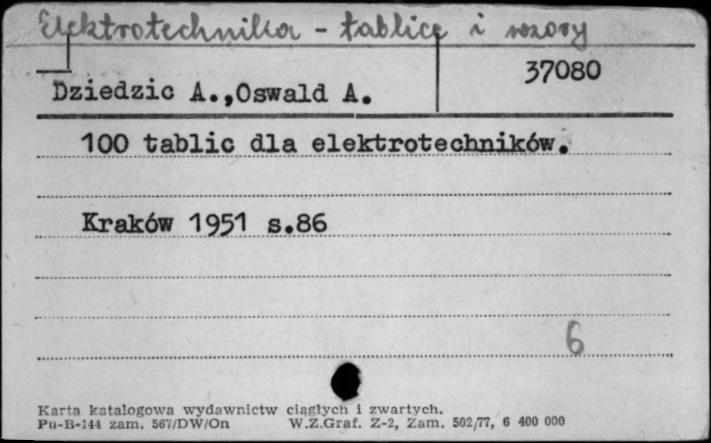 Elektrotechnika - tablice i wzory
37080
Dziedzic A.,Oswald A.
100 tablic dla elektrotechników.
Kraków 1951 s.86
6
Karta katalogowa wydawnictw ciągłych i zwartych.
Pu-B-144 zam. 567/DW/On W.Z.Graf. Z-2, Zam. 502/77, 6 400 000